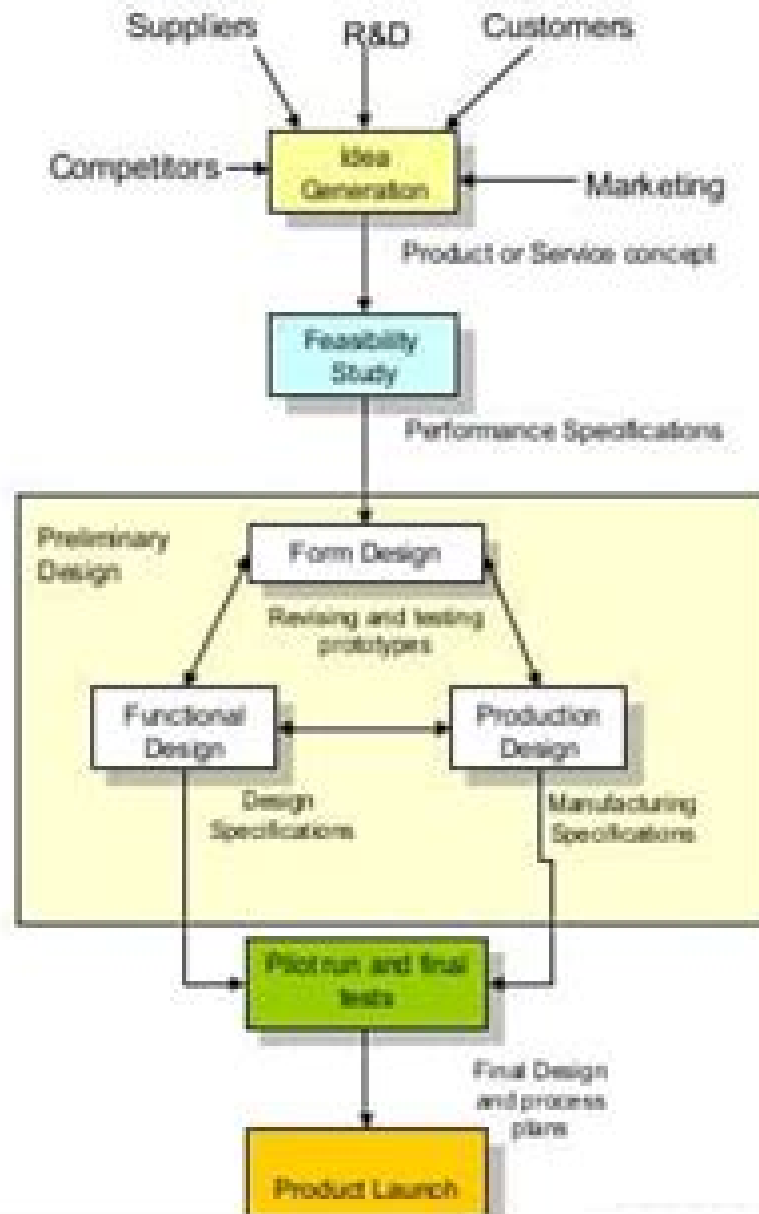 Suppliers
R&D
Customers
Competitors
Idea
Generation
Marketing
Product or Service concept
Feasibility
Study
Performance Specifications
Preliminary
Design
Form Design
Revising and testing
prototypes
Functional
Design
Production
Design
Design
Specifications
Manufacturing
Specifications
Pilot run and final
tests
Final Design
and process
plans
Product Launch